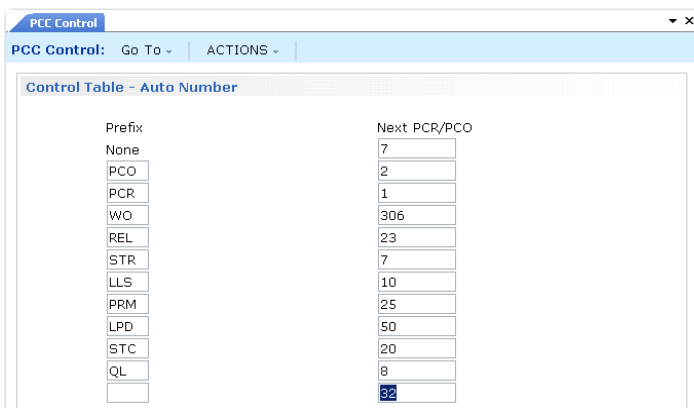 PCC Control
PCC Control: Go To ACTIONS
Control Table - Auto Number
Prefix Next PCR/PCO
None 7
PCO 2
PCR 1
WO 306
REL 23
STR 7
LLS 10
PRM 25
LPD 50
STC 20
QL 8
32